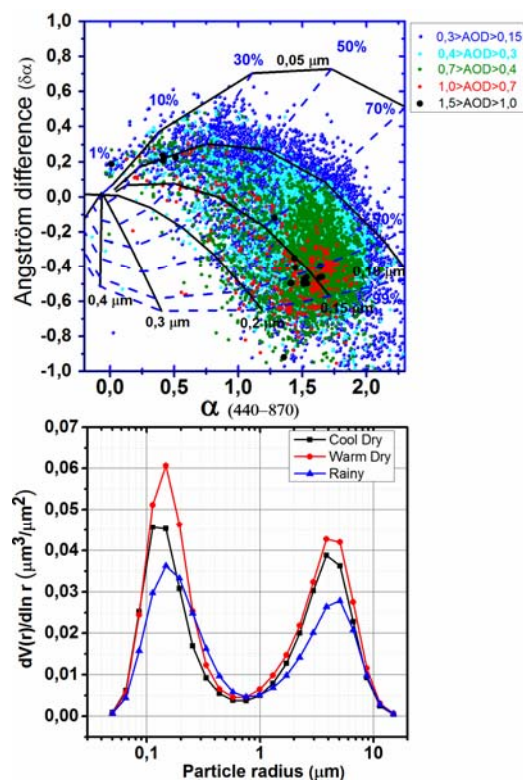 1,0
0,8
0,6
0,4
0,2
0,0
-0,2
-0,4
-0,6
-0,8
-1,0
Angström difference (δα)
1%
10%
30%
50%
70%
90%
99%
0,05 µm
0,10 µm
0,15 µm
0,2 µm
0,3 µm
0,4 µm
0,0 0,5 1,0 1,5 2,0
α (440–870)
0,3>AOD>0,15
0,4>AOD>0,3
0,7>AOD>0,4
1,0>AOD>0,7
1,5>AOD>1,0
0,07
0,06
0,05
0,04
0,03
0,02
0,01
0,00
dV(r)/dln r (µm³/µm²)
Cool Dry
Warm Dry
Rainy
0,1 1 10
Particle radius (µm)